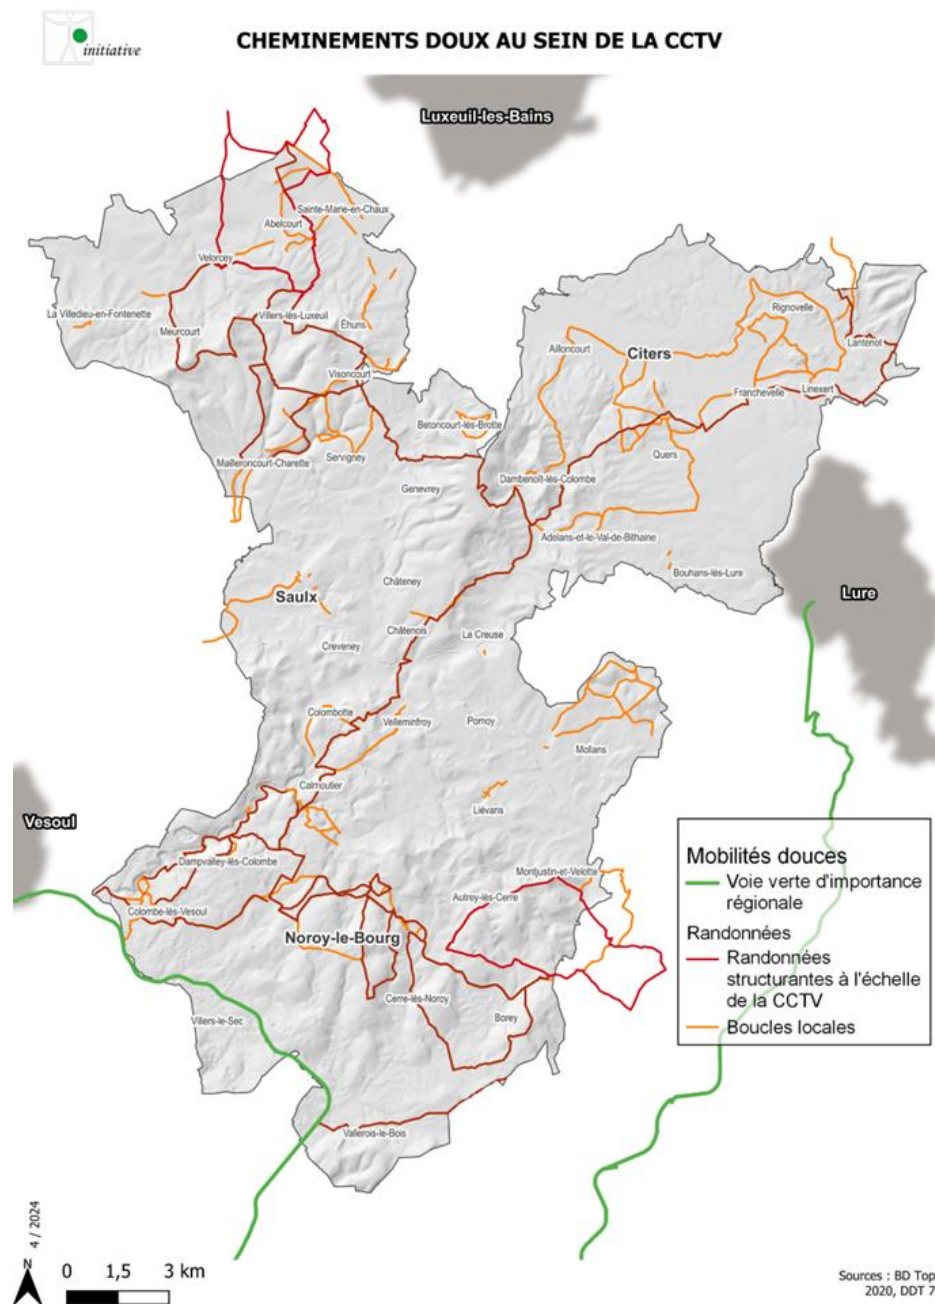 initiative
CHEMINEMENTS DOUX AU SEIN DE LA CCTV
Luxeuil-les-Bains
Sainte-Marie-en-Chaux
Abelcourt
Velorcey
La Villedieu-en-Fontenette
Villers-lès-Luxeuil
Rignovelle
Meurcourt
Éhuns
Lantenot
Ailloncourt
Citers
Visoncourt
Franchevelle
Linexert
Betoncourt-lès-Brotte
Mailleroncourt-Charette
Servigney
Quers
Genevrey
Dambenoît-lès-Colombe
Adelans-et-le-Val-de-Bithaine
Bouhans-lès-Lure
Châteney
Lure
Saulx
Châtenois
La Creuse
Creveney
Colombotte
Velleminfroy
Pomoy
Mollans
Calmoutier
Liévans
Vesoul
Dampvalley-lès-Colombe
Montjustin-et-Velotte
Autrey-lès-Cerre
Colombe-lès-Vesoul
Noroy-le-Bourg
Cerre-lès-Noroy
Villers-le-Sec
Borey
Vallerois-le-Bois
Mobilités douces
Voie verte d'importance
régionale
Randonnées
Randonnées
structurantes à l'échelle
de la CCTV
Boucles locales
4 / 2024
N
0 1,5 3 km
Sources : BD Top
2020, DDT 7